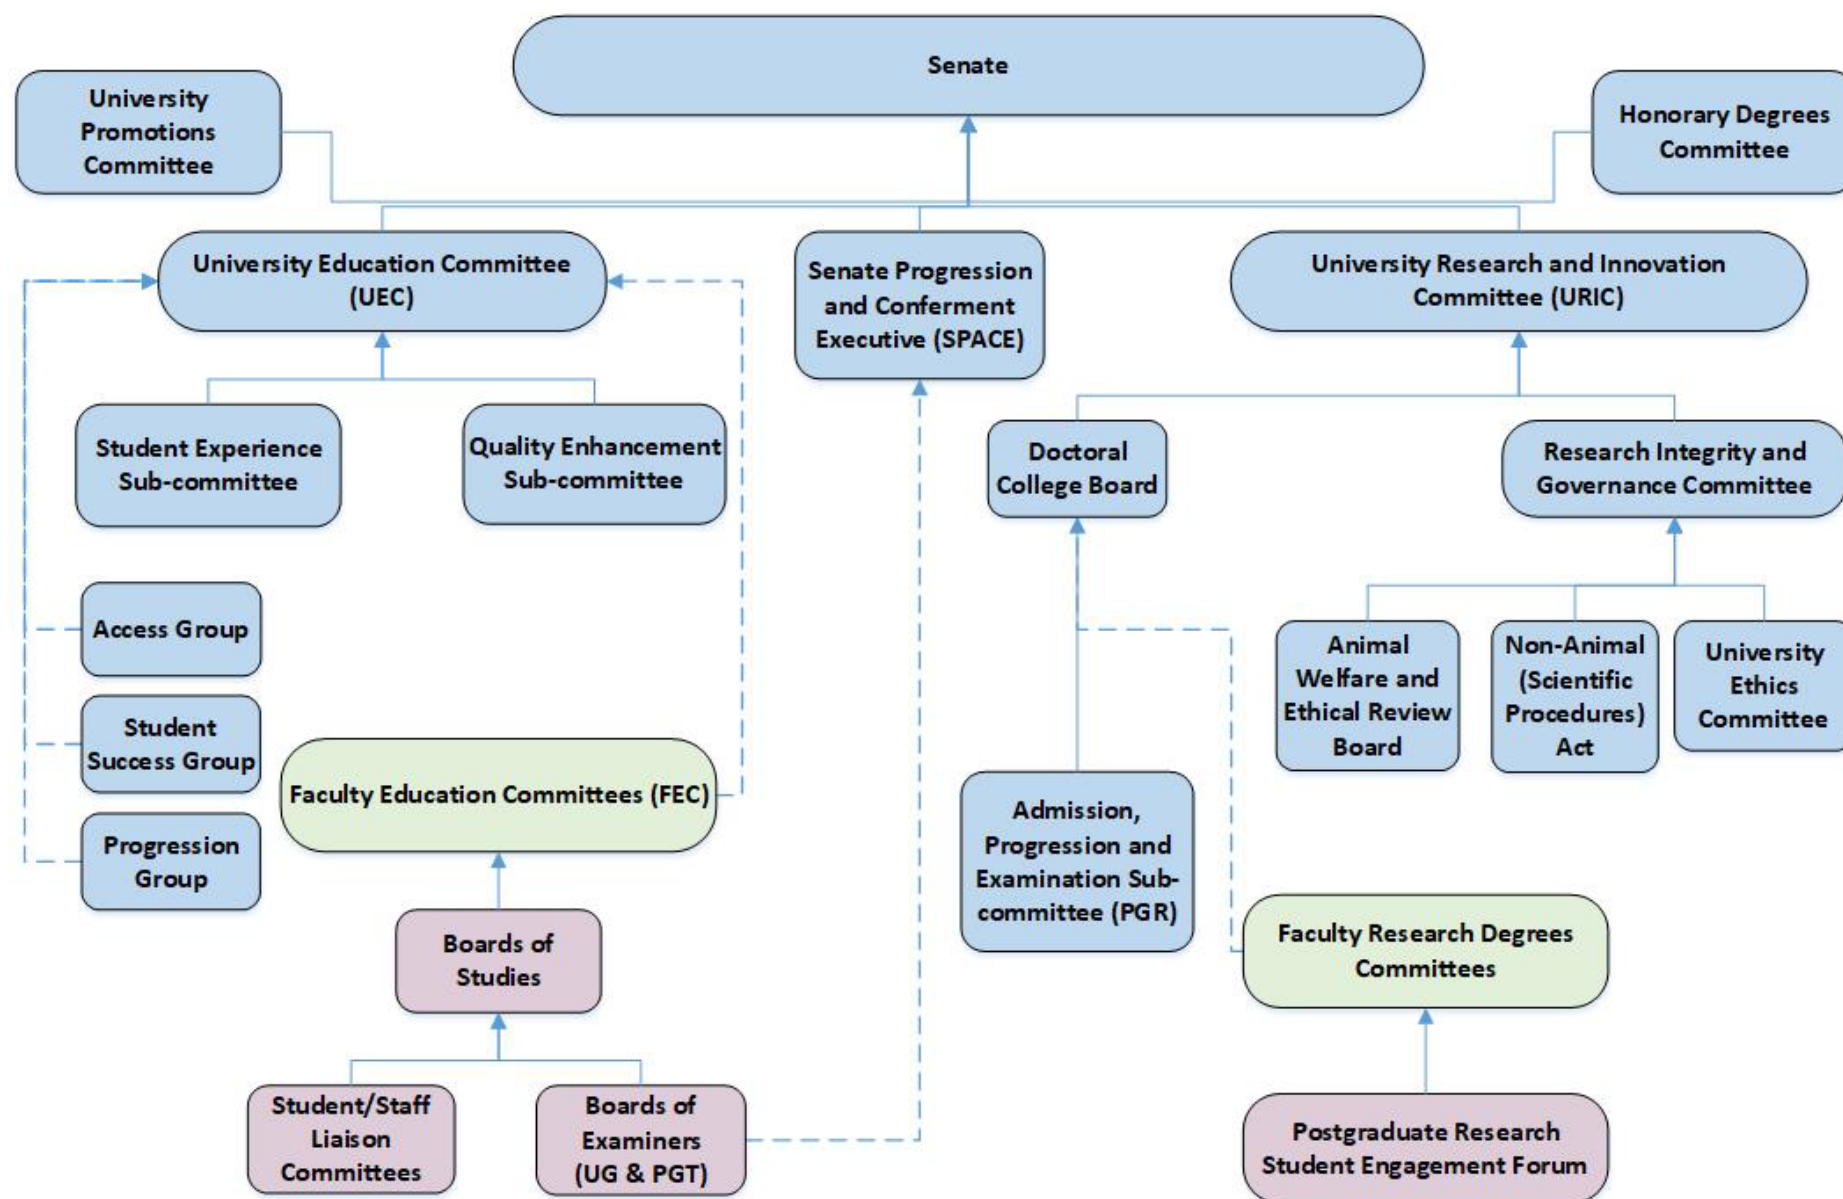 Senate
University
Promotions
Committee
Honorary Degrees
Committee
University Education Committee
(UEC)
Senate Progression
and Conferment
Executive (SPACE)
University Research and Innovation
Committee (URIC)
Student Experience
Sub-committee
Quality Enhancement
Sub-committee
Doctoral
College Board
Research Integrity and
Governance Committee
Access Group
Student
Success Group
Progression
Group
Faculty Education Committees (FEC)
Animal
Welfare and
Ethical Review
Board
Non-Animal
(Scientific
Procedures)
Act
University
Ethics
Committee
Admission,
Progression and
Examination Sub-
committee (PGR)
Boards of
Studies
Faculty Research Degrees
Committees
Student/Staff
Liaison
Committees
Boards of
Examiners
(UG & PGT)
Postgraduate Research
Student Engagement Forum